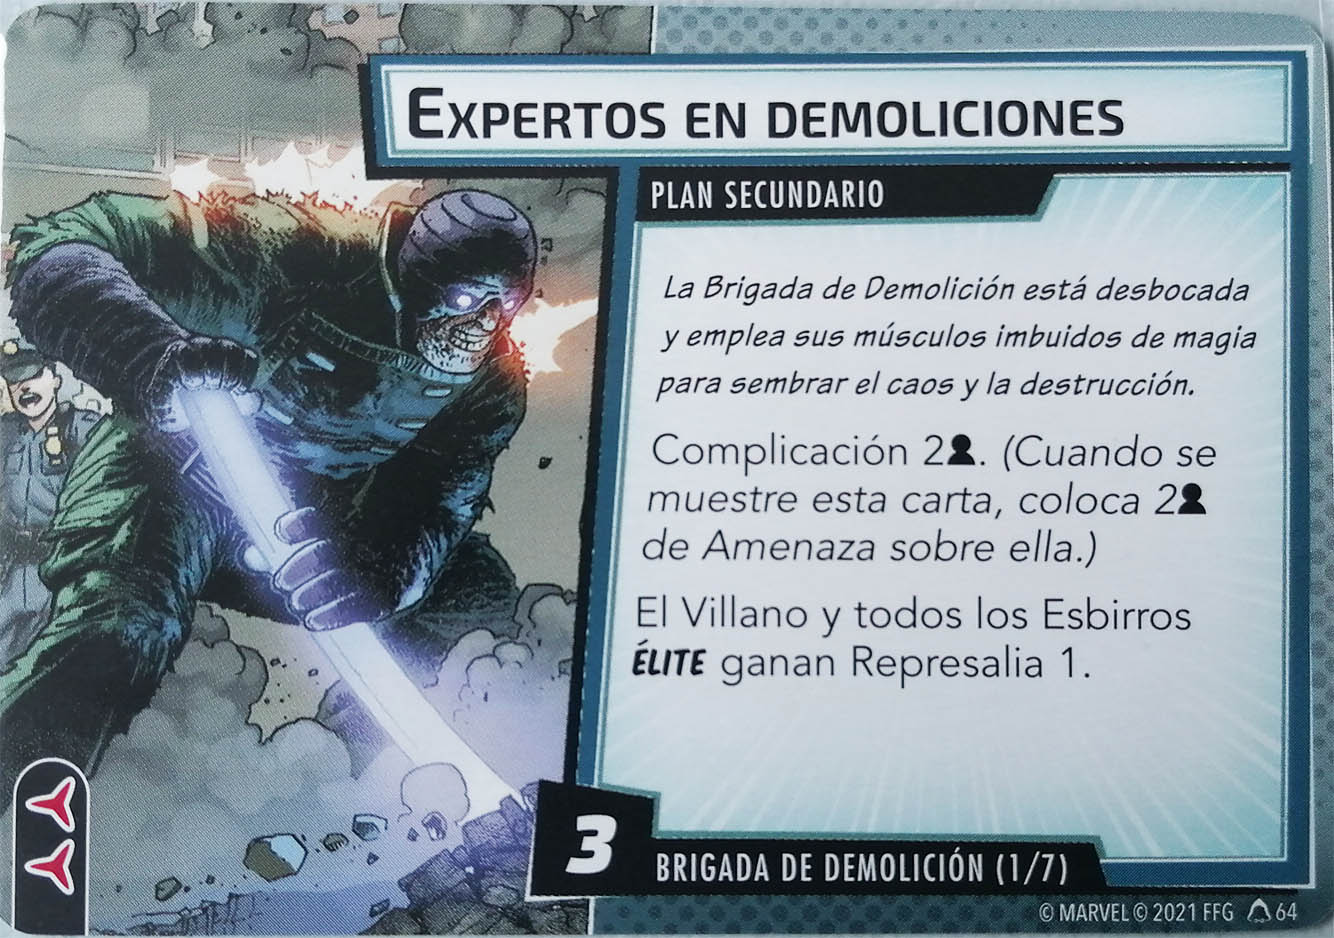 EXPERTOS EN DEMOLICIONES
PLAN SECUNDARIO
La Brigada de Demolición está desbocada
y emplea sus músculos imbuidos de magia
para sembrar el caos y la destrucción.
Complicación 2. (Cuando se
muestre esta carta, coloca 2
de Amenaza sobre ella.)
El Villano y todos los Esbirros
ÉLITE ganan Represalia 1.
3
BRIGADA DE DEMOLICIÓN (1/7)
© MARVEL © 2021 FFG 64